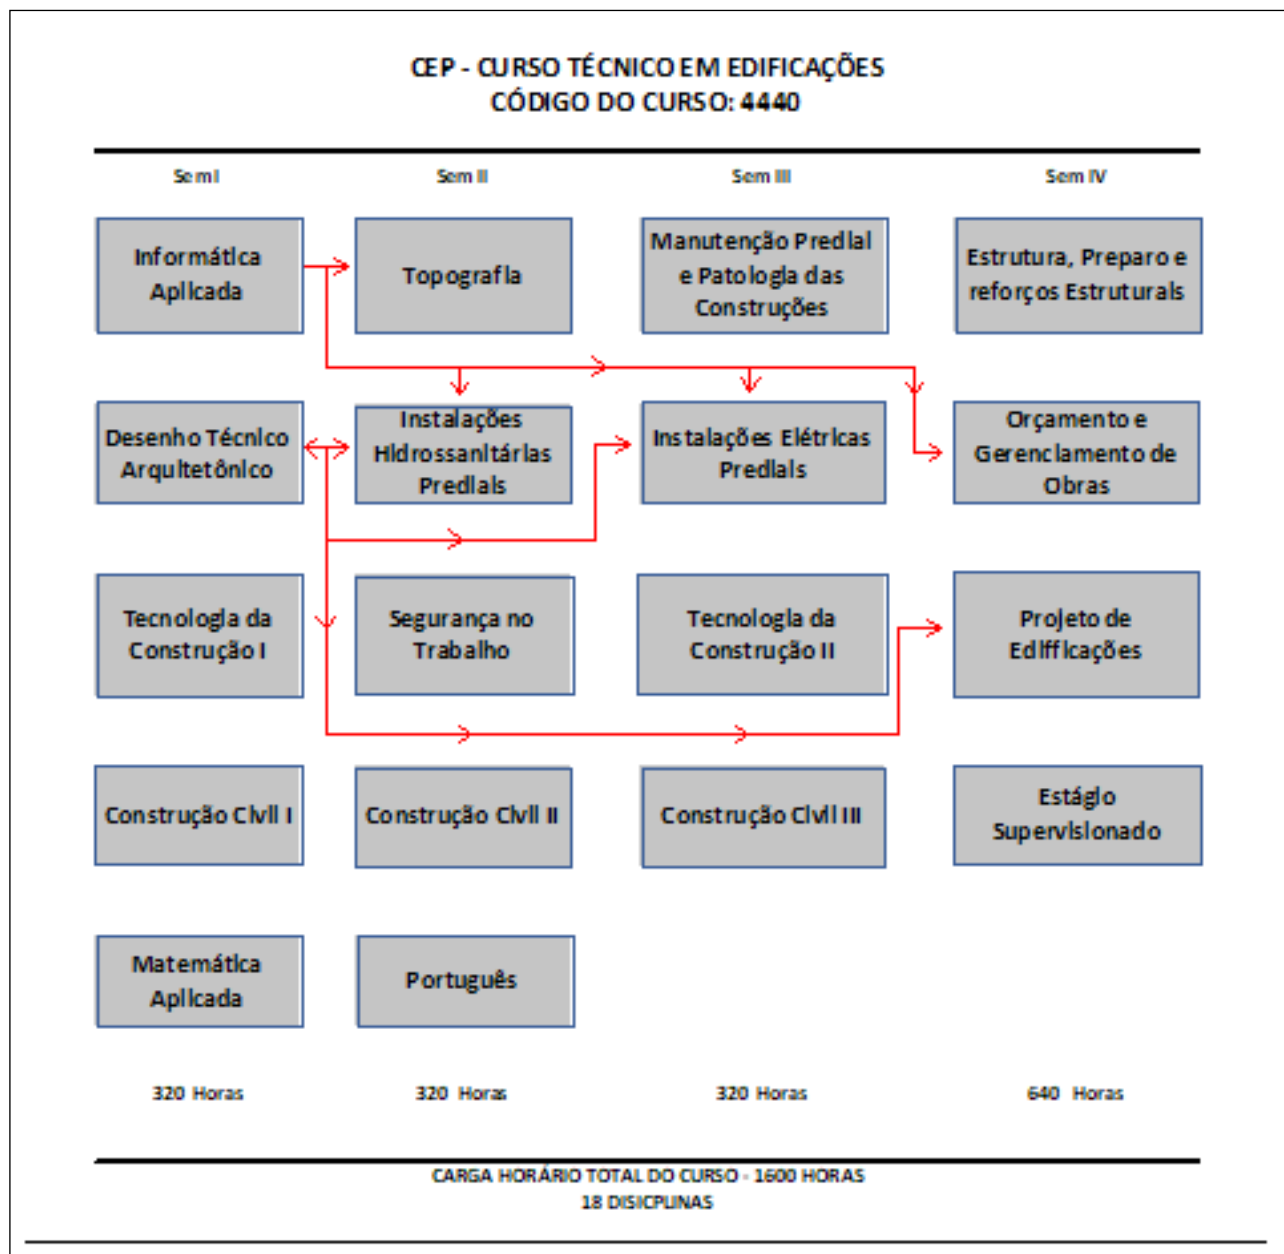 CEP - CURSO TÉCNICO EM EDIFICAÇÕES
CÓDIGO DO CURSO: 4440
Sem I
Sem II
Sem III
Sem IV
Informática
Aplicada
Topografia
Manutenção Predial
e Patologia das
Construções
Estrutura, Preparo e
reforços Estruturais
Desenho Técnico
Arquitetônico
Instalações
Hidrossanitárias
Prediais
Instalações Elétricas
Prediais
Orçamento e
Gerenciamento de
Obras
Tecnologia da
Construção I
Segurança no
Trabalho
Tecnologia da
Construção II
Projeto de
Edifficações
Construção Civil I
Construção Civil II
Construção Civil III
Estágio
Supervisionado
Matemática
Aplicada
Português
320 Horas
320 Horas
320 Horas
640 Horas
CARGA HORÁRIO TOTAL DO CURSO - 1600 HORAS
18 DISICPLINAS